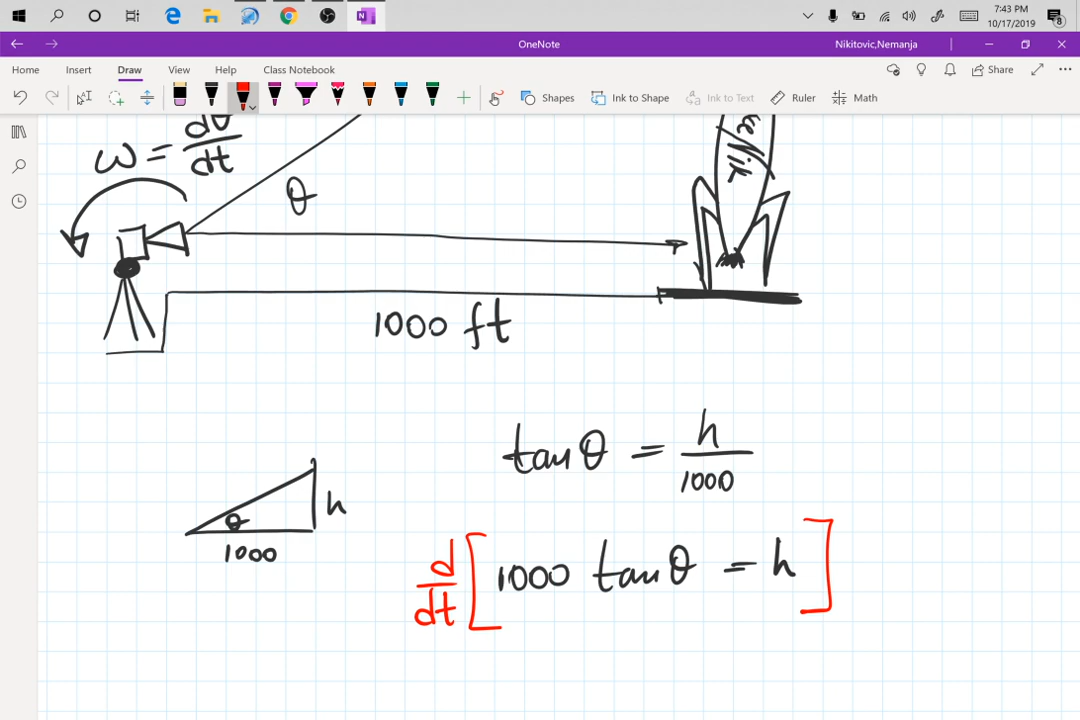 7:43 PM
10/17/2019
8
OneNote
Nikitovic,Nemanja
Home Insert Draw View Help Class Notebook
Share
Shapes Ink to Shape Ink to Text Ruler Math
ω = dθ/dt
θ
1000 ft
tan θ = h/1000
θ
h
1000
d/dt [1000 tan θ = h]